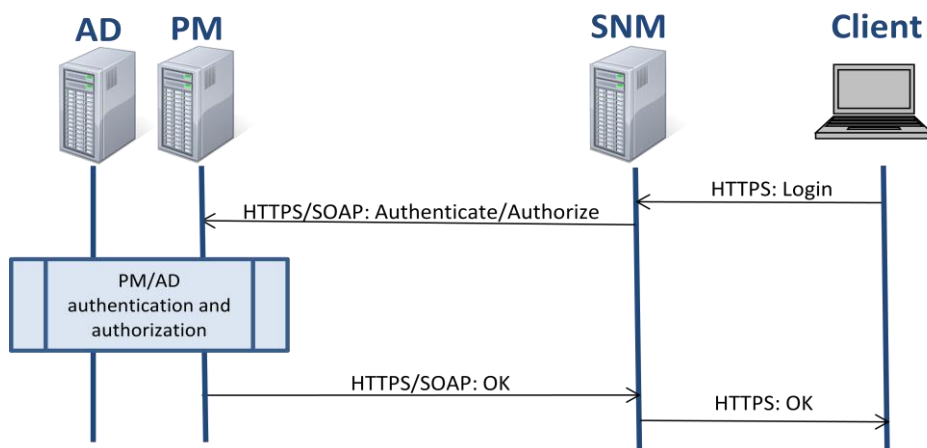 AD PM SNM Client
HTTPS: Login
HTTPS/SOAP: Authenticate/Authorize
PM/AD
authentication and
authorization
HTTPS/SOAP: OK
HTTPS: OK